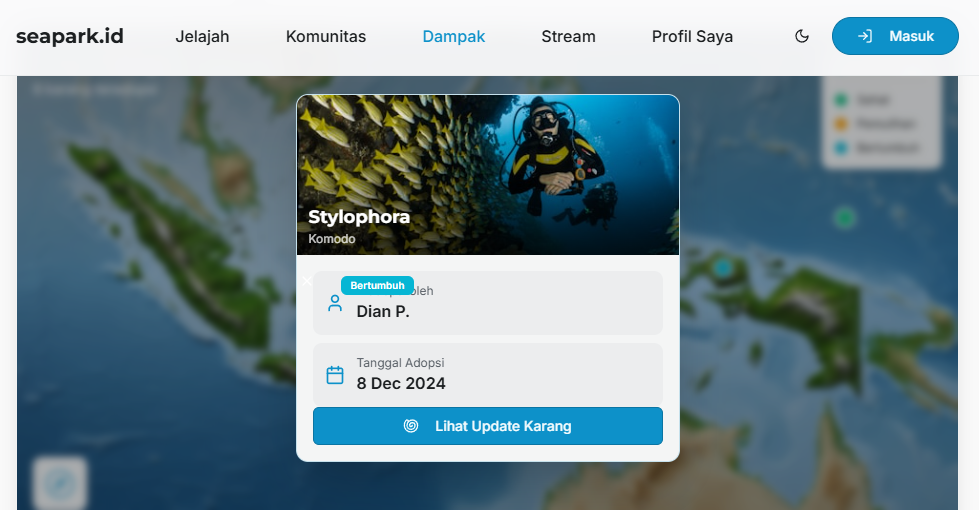 seapark.id
Jelajah
Komunitas
Dampak
Stream
Profil Saya
Masuk
Stylophora
Komodo
Bertumbuh
oleh
Dian P.
Tanggal Adopsi
8 Dec 2024
Lihat Update Karang